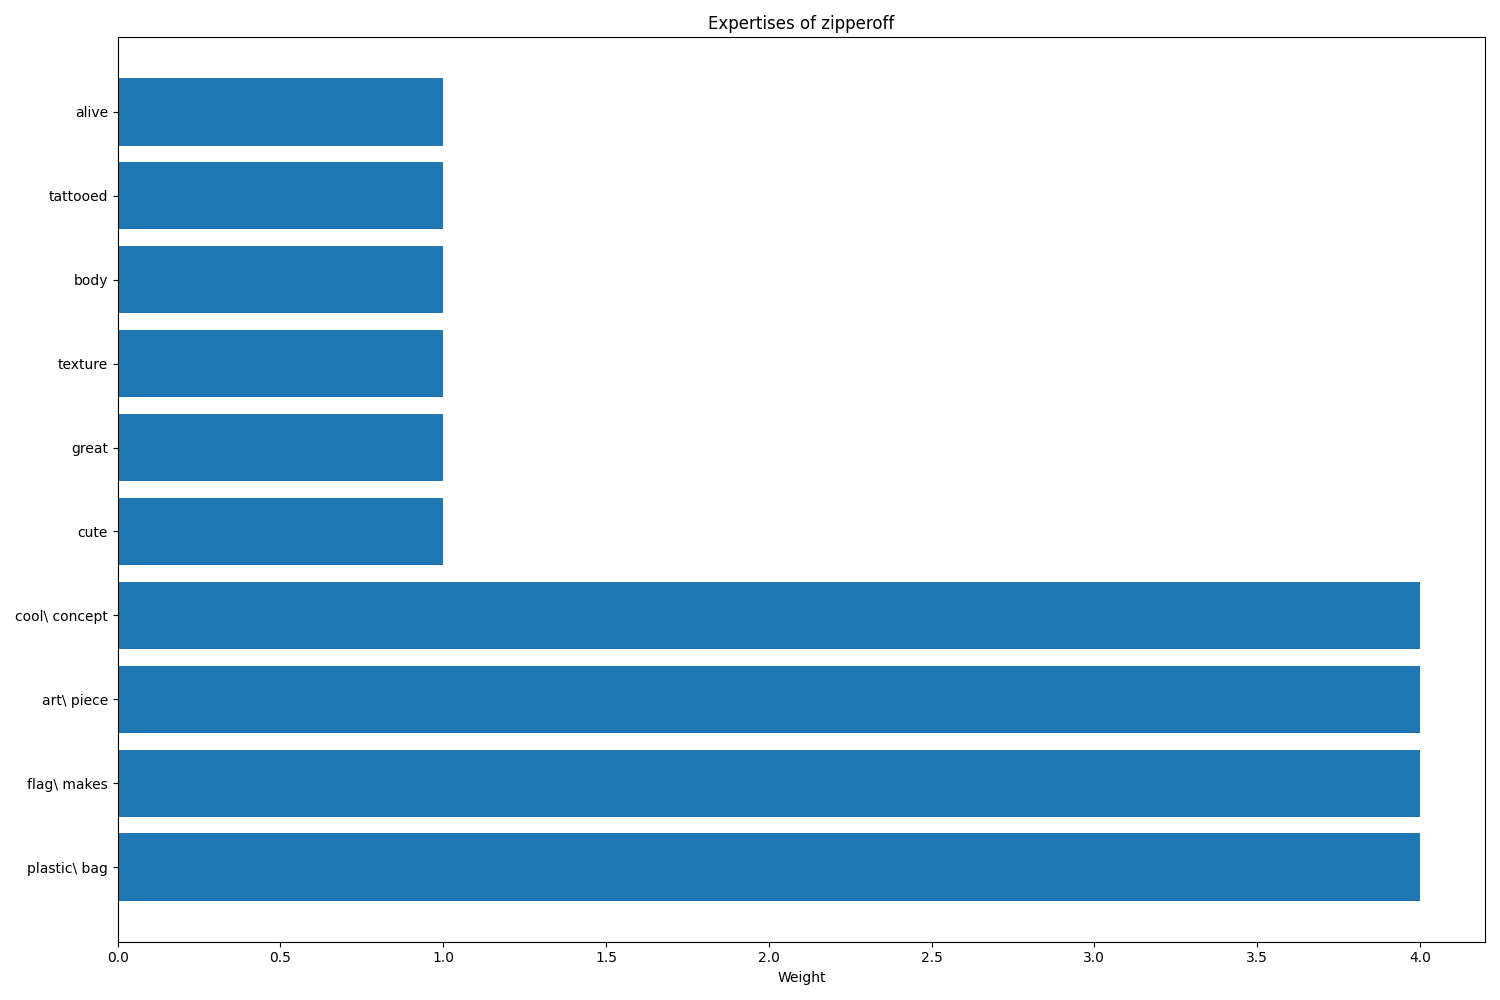 Expertises of zipperoff
alive
tattooed
body
texture
great
cute
cool\ concept
art\ piece
flag\ makes
plastic\ bag
0.0 0.5 1.0 1.5 2.0 2.5 3.0 3.5 4.0
Weight